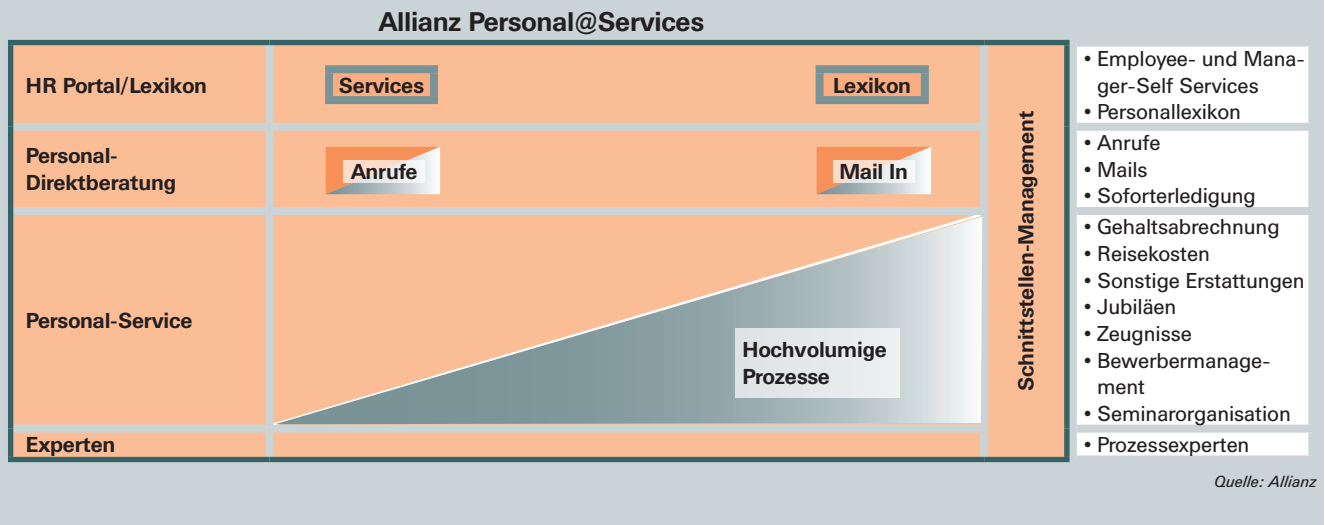 Allianz Personal@Services
HR Portal/Lexikon
Services
Lexikon
• Employee- und Mana-
ger-Self Services
• Personallexikon
Personal-
Direktberatung
Anrufe
Mail In
• Anrufe
• Mails
• Soforterledigung
Personal-Service
Hochvolumige
Prozesse
• Gehaltsabrechnung
• Reisekosten
• Sonstige Erstattungen
• Jubiläen
• Zeugnisse
• Bewerbermanage-
ment
• Seminarorganisation
Experten
• Prozessexperten
Schnittstellen-Management
Quelle: Allianz